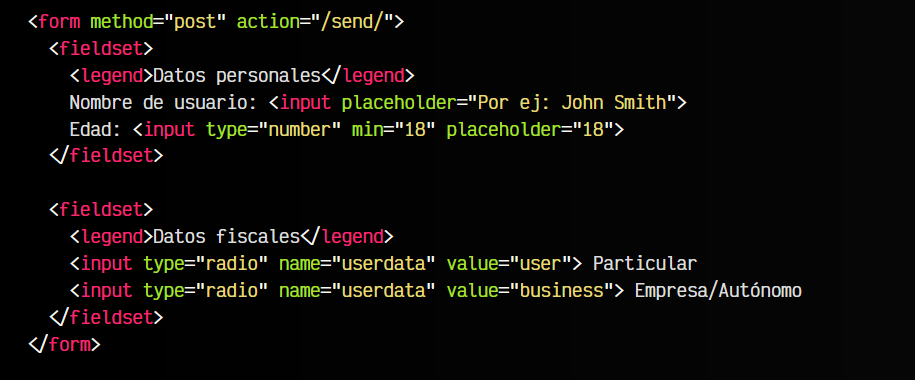 <form method="post" action="/send/">
  <fieldset>
    <legend>Datos personales</legend>
    Nombre de usuario: <input placeholder="Por ej: John Smith">
    Edad: <input type="number" min="18" placeholder="18">
  </fieldset>

  <fieldset>
    <legend>Datos fiscales</legend>
    <input type="radio" name="userdata" value="user"> Particular
    <input type="radio" name="userdata" value="business"> Empresa/Autónomo
  </fieldset>
</form>